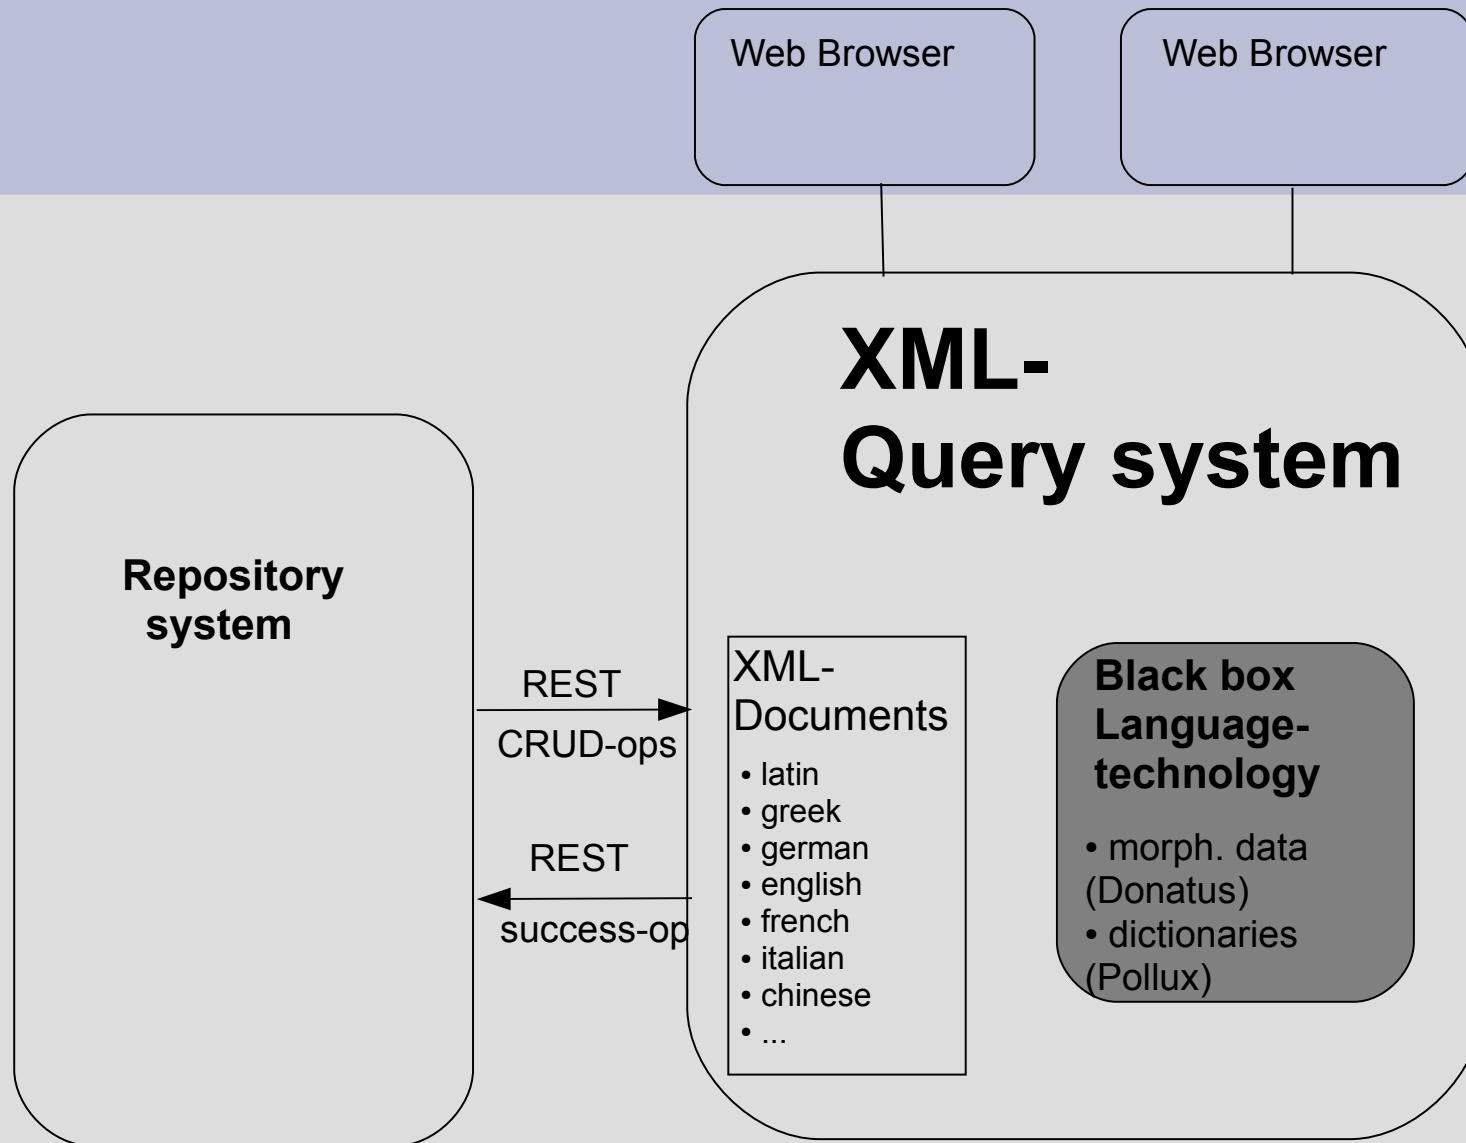 Web Browser
Web Browser
XML-
Query system
Repository
system
REST
CRUD-ops
REST
success-op
XML-
Documents
• latin
• greek
• german
• english
• french
• italian
• chinese
• ...
Black box
Language-
technology
• morph. data
(Donatus)
• dictionaries
(Pollux)